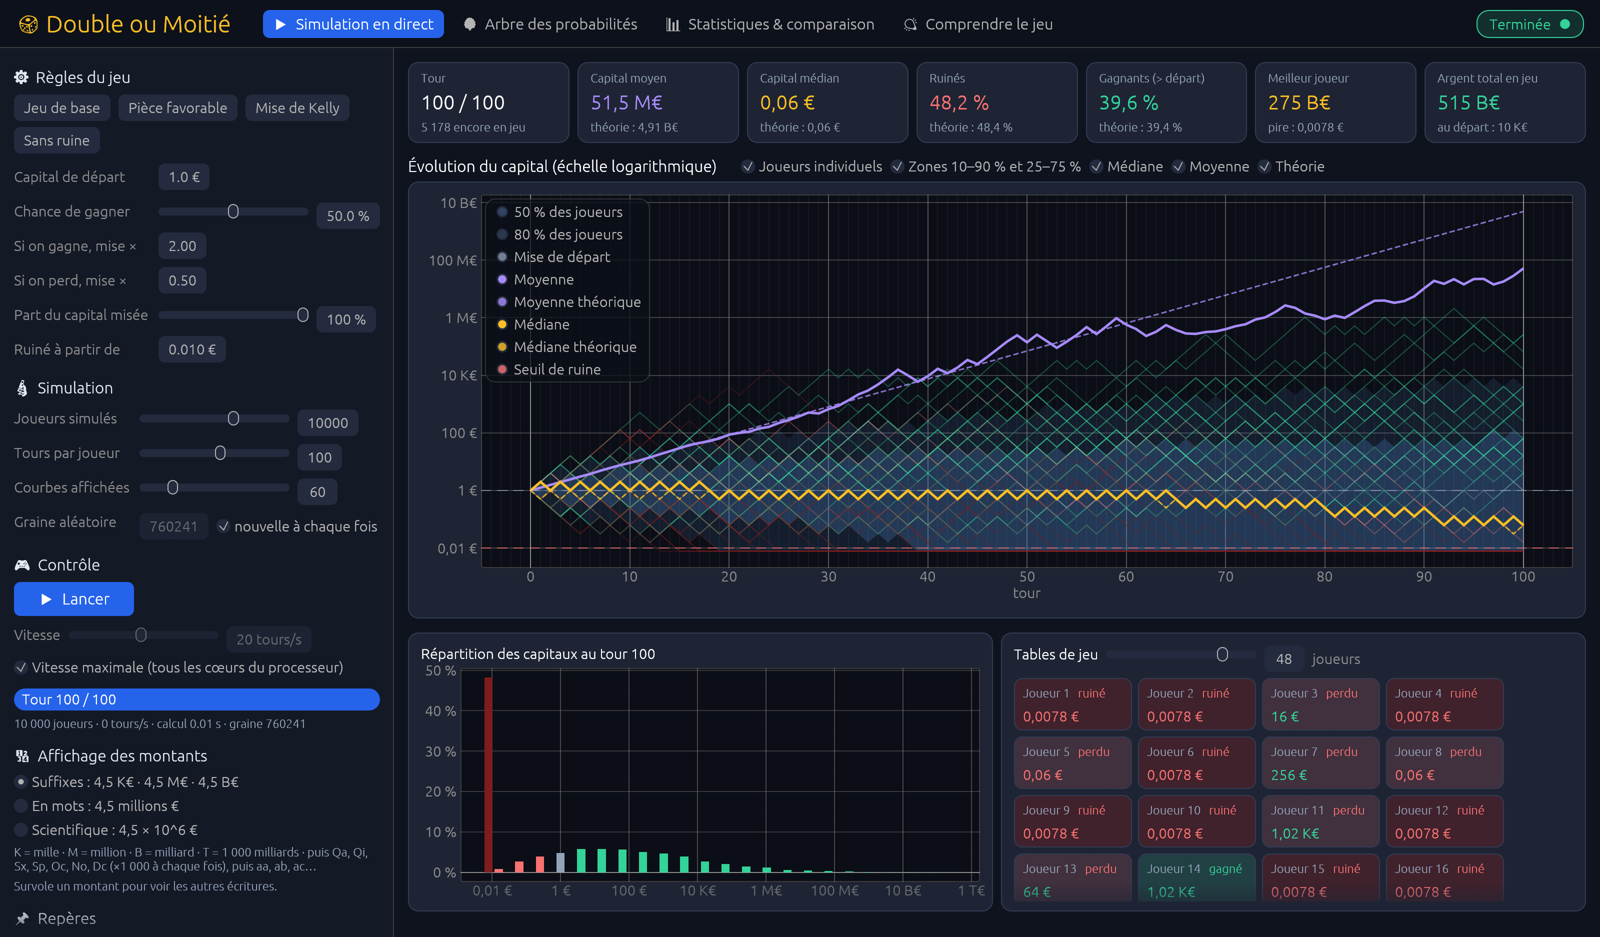 Double ou Moitié
Simulation en direct
Arbre des probabilités
Statistiques & comparaison
Comprendre le jeu
Terminée
Règles du jeu
Jeu de base
Pièce favorable
Mise de Kelly
Sans ruine
Capital de départ
1.0 €
Chance de gagner
50.0 %
Si on gagne, mise ×
2.00
Si on perd, mise ×
0.50
Part du capital misée
100 %
Ruiné à partir de
0.010 €
Simulation
Joueurs simulés
10000
Tours par joueur
100
Courbes affichées
60
Graine aléatoire
760241
nouvelle à chaque fois
Contrôle
Lancer
Vitesse
20 tours/s
Vitesse maximale (tous les cœurs du processeur)
Tour 100 / 100
10 000 joueurs · 0 tours/s · calcul 0.01 s · graine 760241
Affichage des montants
Suffixes : 4,5 K€ · 4,5 M€ · 4,5 B€
En mots : 4,5 millions €
Scientifique : 4,5 × 10^6 €
K = mille · M = million · B = milliard · T = 1 000 milliards · puis Qa, Qi,
Sx, Sp, Oc, No, Dc (×1 000 à chaque fois), puis aa, ab, ac…
Survole un montant pour voir les autres écritures.
Repères
Tour
100 / 100
5 178 encore en jeu
Capital moyen
51,5 M€
théorie : 4,91 B€
Capital médian
0,06 €
théorie : 0,06 €
Ruinés
48,2 %
théorie : 48,4 %
Gagnants (> départ)
39,6 %
théorie : 39,4 %
Meilleur joueur
275 B€
pire : 0,0078 €
Argent total en jeu
515 B€
au départ : 10 K€
Évolution du capital (échelle logarithmique)
Joueurs individuels
Zones 10–90 % et 25–75 %
Médiane
Moyenne
Théorie
10 B€
100 M€
1 M€
10 K€
100 €
1 €
0,01 €
50 % des joueurs
80 % des joueurs
Mise de départ
Moyenne
Moyenne théorique
Médiane
Médiane théorique
Seuil de ruine
0
10
20
30
40
50
60
70
80
90
100
tour
Répartition des capitaux au tour 100
50 %
40 %
30 %
20 %
10 %
0 %
0,01 €
1 €
100 €
10 K€
1 M€
100 M€
10 B€
1 T€
Tables de jeu
48
joueurs
Joueur 1 ruiné
0,0078 €
Joueur 2 ruiné
0,0078 €
Joueur 3 perdu
16 €
Joueur 4 ruiné
0,0078 €
Joueur 5 perdu
0,06 €
Joueur 6 ruiné
0,0078 €
Joueur 7 perdu
256 €
Joueur 8 perdu
0,06 €
Joueur 9 ruiné
0,0078 €
Joueur 10 ruiné
0,0078 €
Joueur 11 perdu
1,02 K€
Joueur 12 ruiné
0,0078 €
Joueur 13 perdu
64 €
Joueur 14 gagné
1,02 K€
Joueur 15 ruiné
0,0078 €
Joueur 16 ruiné
0,0078 €